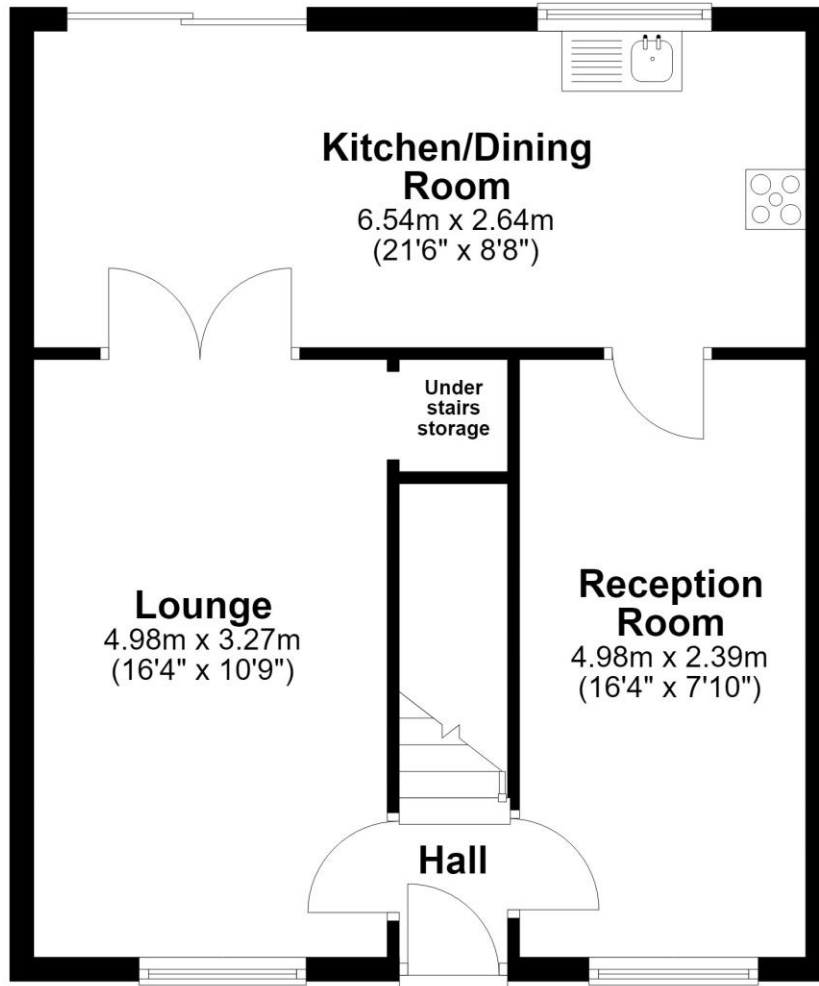 Kitchen/Dining
Room
6.54m x 2.64m
(21'6" x 8'8")
Under
stairs
storage
Lounge
4.98m x 3.27m
(16'4" x 10'9")
Reception
Room
4.98m x 2.39m
(16'4" x 7'10")
Hall